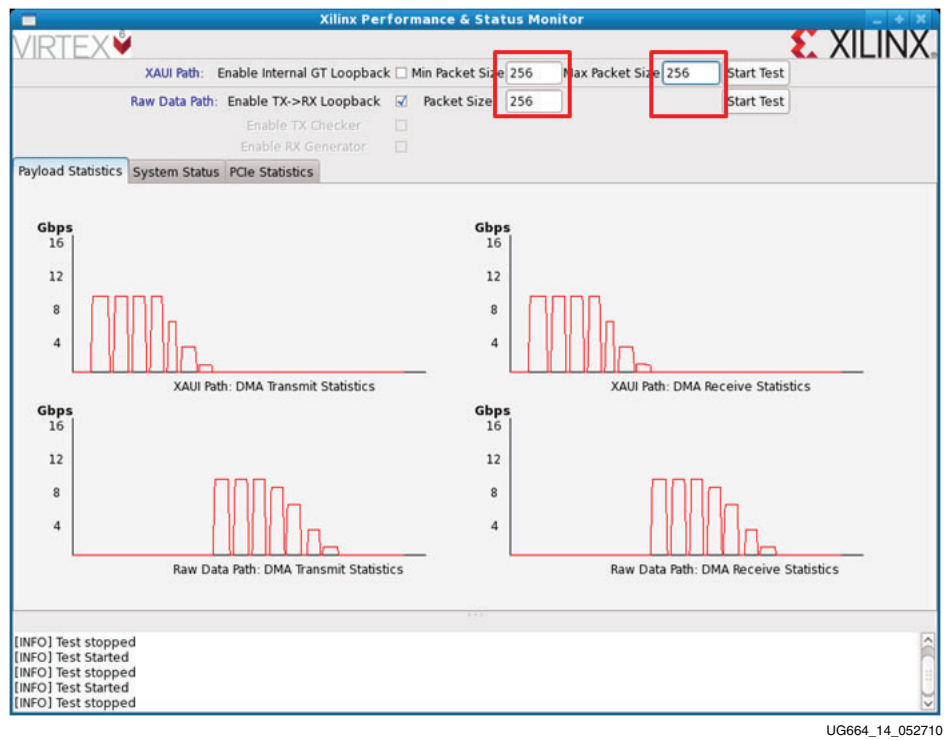 Xilinx Performance & Status Monitor
VIRTEX 6
XILINX
XAUI Path: Enable Internal GT Loopback Min Packet Size 256 Max Packet Size 256 Start Test
Raw Data Path: Enable TX->RX Loopback Packet Size 256 Start Test
Enable TX Checker
Enable RX Generator
Payload Statistics System Status PCIe Statistics
Gbps
16
12
8
4
XAUI Path: DMA Transmit Statistics
Gbps
16
12
8
4
XAUI Path: DMA Receive Statistics
Gbps
16
12
8
4
Raw Data Path: DMA Transmit Statistics
Gbps
16
12
8
4
Raw Data Path: DMA Receive Statistics
[INFO] Test stopped
[INFO] Test Started
[INFO] Test stopped
[INFO] Test Started
[INFO] Test stopped
UG664_14_052710